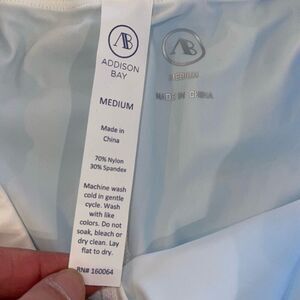 AB
ADDISON
BAY
MEDIUM
Made in
China
70% Nylon
30% Spandex
Machine wash
cold in gentle
cycle. Wash
with like
colors. Do not
soak, bleach or
dry clean. Lay
flat to dry.
RN# 160064
AB
MEDIUM
MADE IN CHINA